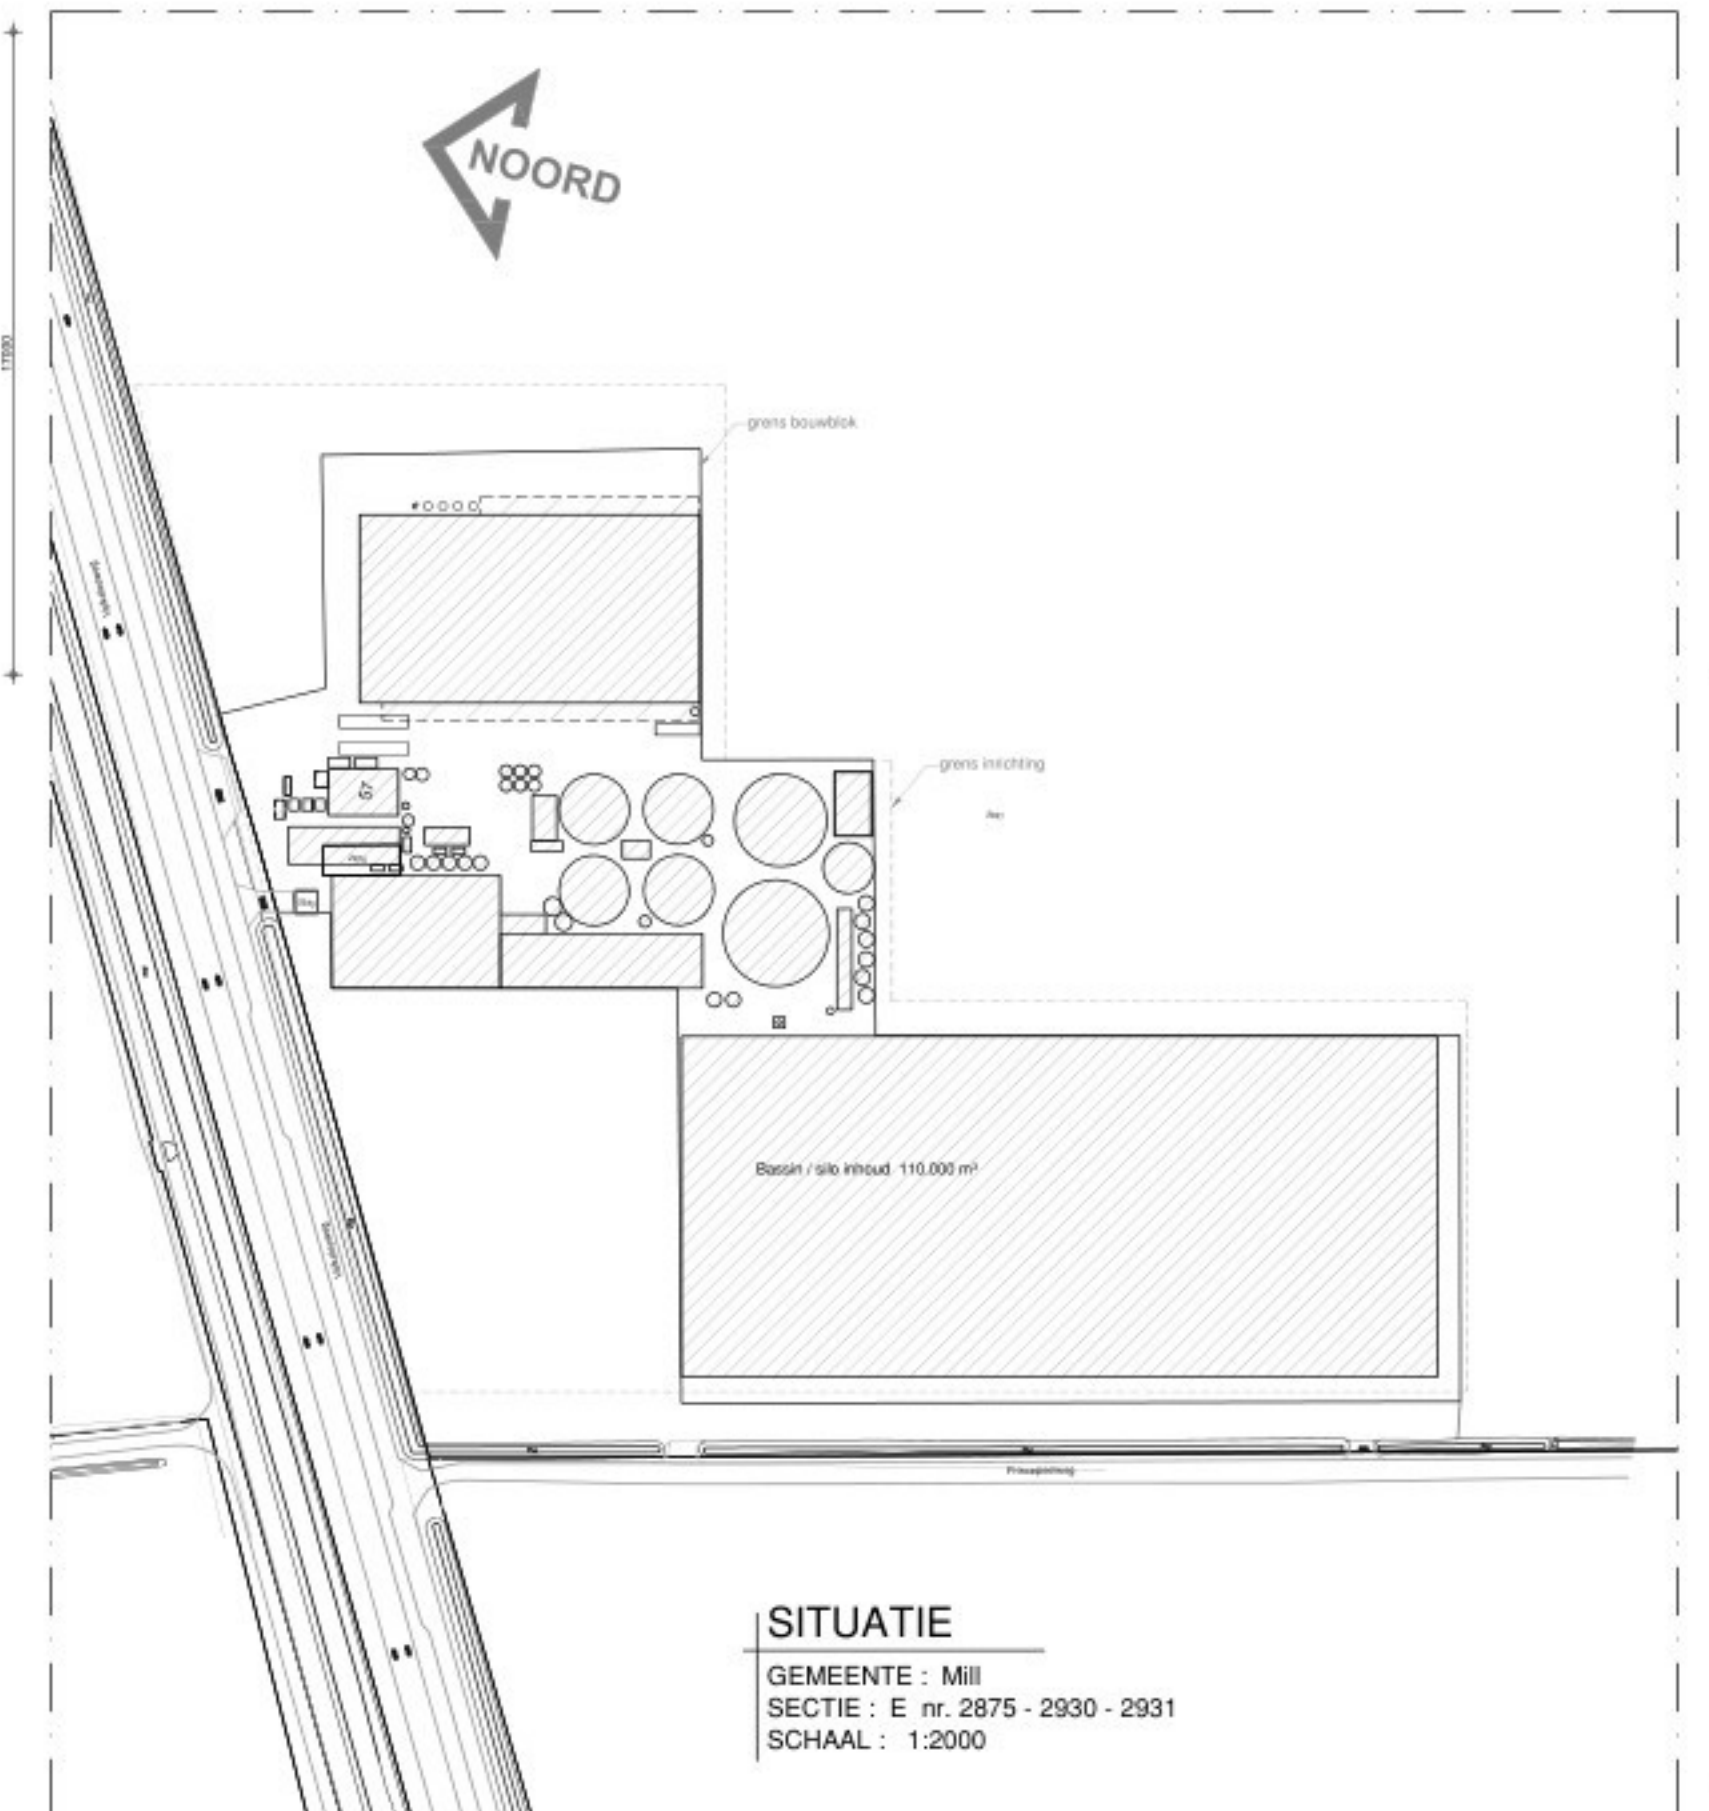 NOORD
grens bouwblok
grens inrichting
57
Bassin / silo inhoud 110.000 m³
SITUATIE
GEMEENTE : Mill
SECTIE : E nr. 2875 - 2930 - 2931
SCHAAL : 1:2000